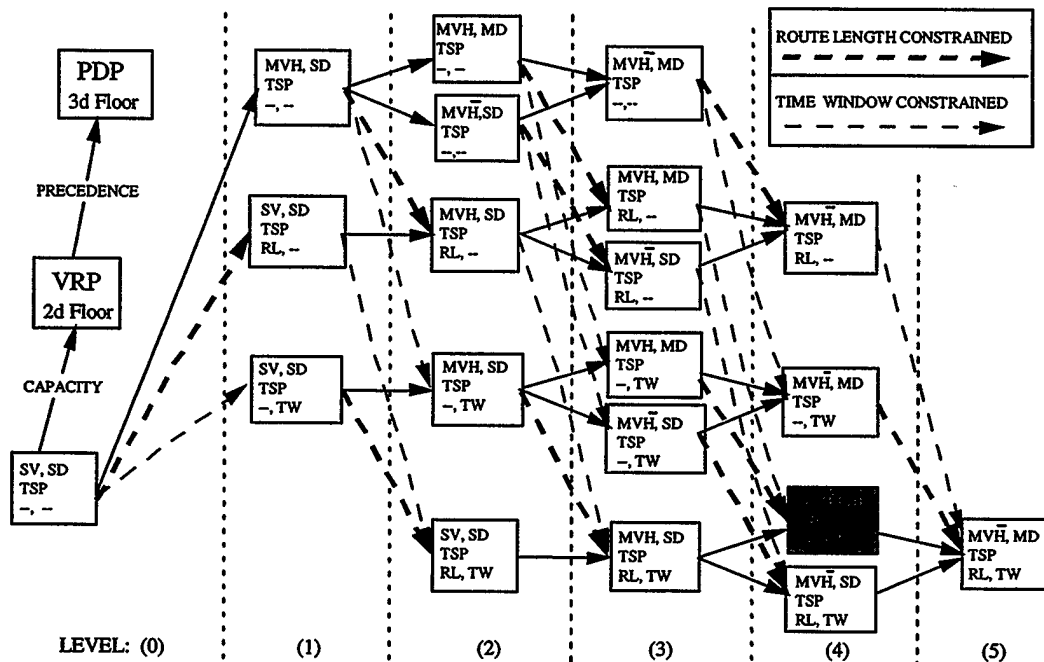 PDP
3d Floor
PRECEDENCE
VRP
2d Floor
CAPACITY
SV, SD
TSP
–, –
MVH, SD
TSP
–, --
SV, SD
TSP
RL, --
SV, SD
TSP
–, TW
MVH, MD
TSP
–, –
MVH̅, SD
TSP
–,--
MVH, SD
TSP
RL, --
MVH, SD
TSP
–, TW
SV, SD
TSP
RL, TW
MVH̅, MD
TSP
–,--
MVH, MD
TSP
RL, --
MVH̅, SD
TSP
RL, --
MVH, MD
TSP
–, TW
MVH̅, SD
TSP
–, TW
MVH, SD
TSP
RL, TW
MVH̅, MD
TSP
RL, --
MVH̅, MD
TSP
–, TW
MVH̅, SD
TSP
RL, TW
MVH̅, MD
TSP
RL, TW
ROUTE LENGTH CONSTRAINED
TIME WINDOW CONSTRAINED
LEVEL: (0) (1) (2) (3) (4) (5)